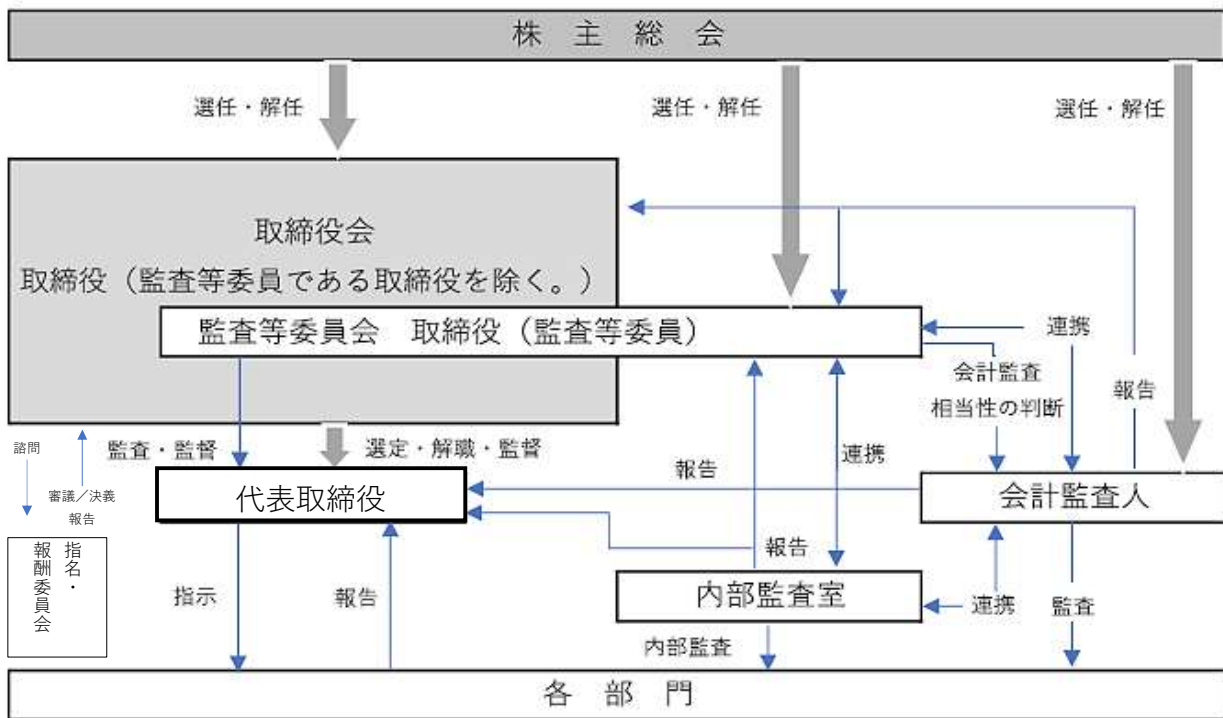 株 主 総 会
選任・解任
選任・解任
選任・解任
取締役会
取締役（監査等委員である取締役を除く。）
監査等委員会　取締役（監査等委員）
連携
会計監査
相当性の判断
報告
諮問
審議／決義
報告
監査・監督
選定・解職・監督
報告
連携
代表取締役
会計監査人
指名・
報酬委員会
指示
報告
報告
内部監査室
連携
監査
内部監査
各 部 門